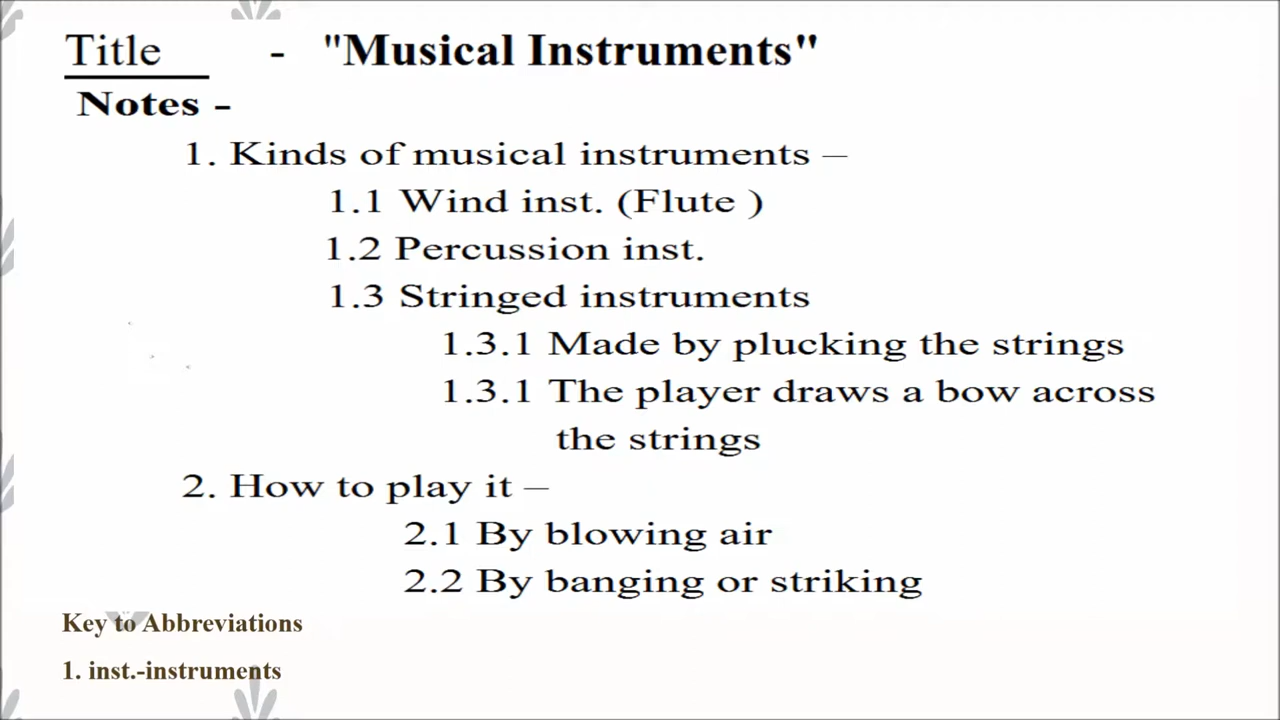 Title - "Musical Instruments"
Notes -
1. Kinds of musical instruments –
1.1 Wind inst. (Flute )
1.2 Percussion inst.
1.3 Stringed instruments
1.3.1 Made by plucking the strings
1.3.1 The player draws a bow across
the strings
2. How to play it –
2.1 By blowing air
2.2 By banging or striking
Key to Abbreviations
1. inst.-instruments